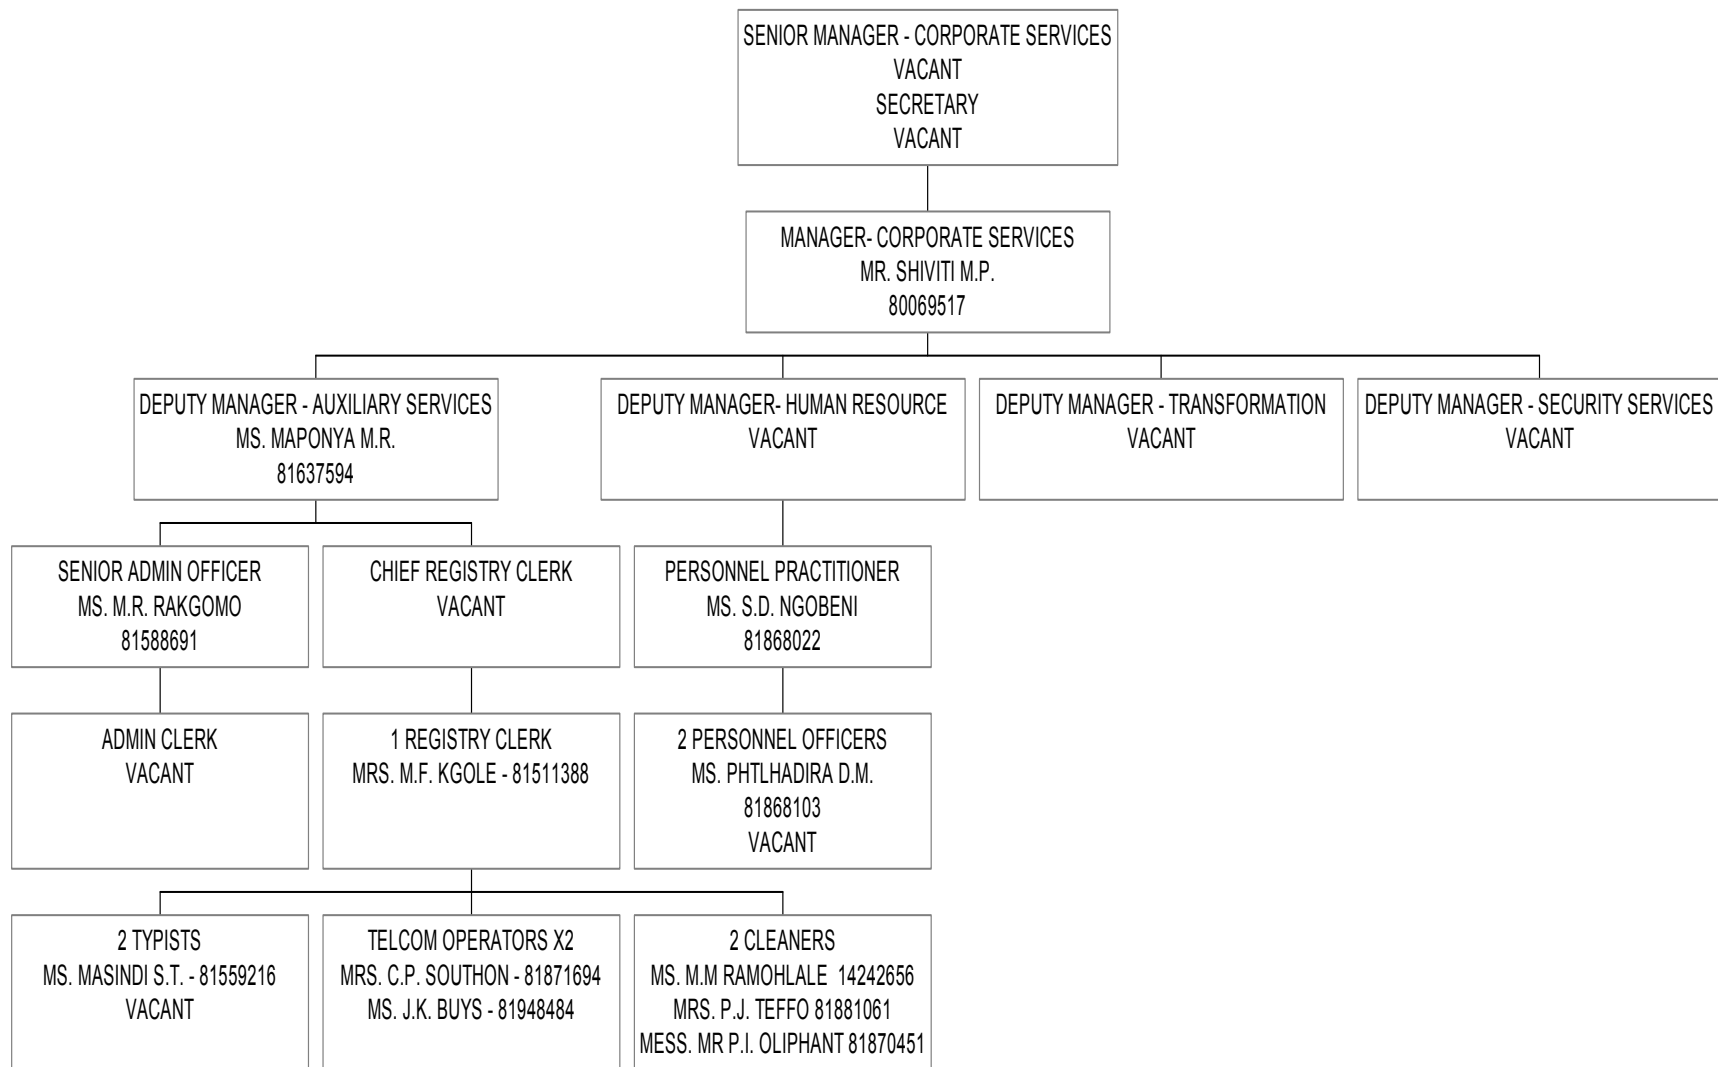 SENIOR MANAGER - CORPORATE SERVICES
VACANT
SECRETARY
VACANT
MANAGER- CORPORATE SERVICES
MR. SHIVITI M.P.
80069517
DEPUTY MANAGER - AUXILIARY SERVICES
MS. MAPONYA M.R.
81637594
DEPUTY MANAGER- HUMAN RESOURCE
VACANT
DEPUTY MANAGER - TRANSFORMATION
VACANT
DEPUTY MANAGER - SECURITY SERVICES
VACANT
SENIOR ADMIN OFFICER
MS. M.R. RAKGOMO
81588691
CHIEF REGISTRY CLERK
VACANT
PERSONNEL PRACTITIONER
MS. S.D. NGOBENI
81868022
ADMIN CLERK
VACANT
1 REGISTRY CLERK
MRS. M.F. KGOLE - 81511388
2 PERSONNEL OFFICERS
MS. PHTLHADIRA D.M.
81868103
VACANT
2 TYPISTS
MS. MASINDI S.T. - 81559216
VACANT
TELCOM OPERATORS X2
MRS. C.P. SOUTHON - 81871694
MS. J.K. BUYS - 81948484
2 CLEANERS
MS. M.M RAMOHLALE  14242656
MRS. P.J. TEFFO 81881061
MESS. MR P.I. OLIPHANT 81870451